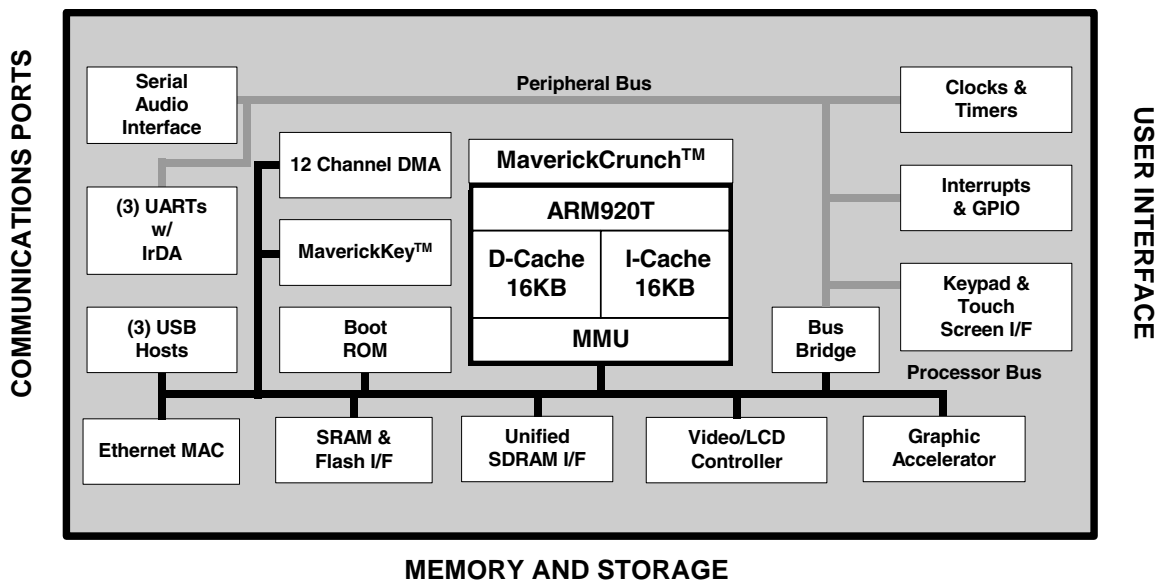 COMMUNICATIONS PORTS
Serial
Audio
Interface
Peripheral Bus
Clocks &
Timers
12 Channel DMA
MaverickCrunch™
(3) UARTs
w/
IrDA
ARM920T
Interrupts
& GPIO
MaverickKey™
D-Cache
16KB
I-Cache
16KB
Keypad &
Touch
Screen I/F
(3) USB
Hosts
Boot
ROM
MMU
Bus
Bridge
Processor Bus
Ethernet MAC
SRAM &
Flash I/F
Unified
SDRAM I/F
Video/LCD
Controller
Graphic
Accelerator
USER INTERFACE
MEMORY AND STORAGE